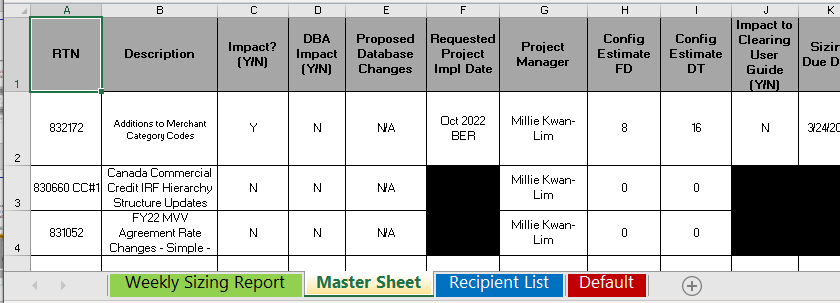 A B C D E F G H I J K
1 RTN Description Impact? (Y/N) DBA Impact (Y/N) Proposed Database Changes Requested Project Impl Date Project Manager Config Estimate FD Config Estimate DT Impact to Clearing User Guide (Y/N) Due D
2 832172 Additions to Merchant Category Codes Y N N/A Oct 2022 BER Millie Kwan-Lim 8 16 N 3/24/20
3 830660 CC#1 Canada Commercial Credit IRF Hierarchy Structure Updates N N N/A Millie Kwan-Lim 0 0
4 831052 FY22 MVV Agreement Rate Changes - Simple - N N N/A Millie Kwan-Lim 0 0
Weekly Sizing Report Master Sheet Recipient List Default